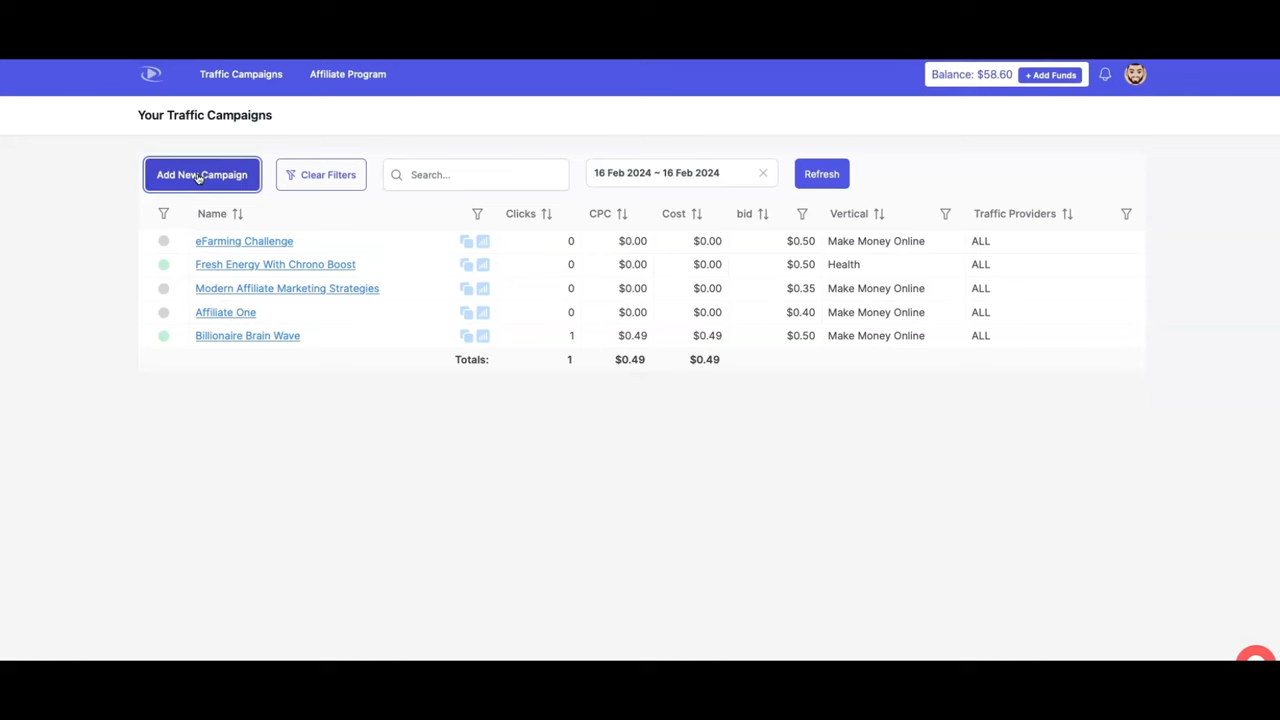 Traffic Campaigns Affiliate Program Balance: $58.60 + Add Funds
Your Traffic Campaigns
Add New Campaign Clear Filters Search... 16 Feb 2024 ~ 16 Feb 2024 Refresh
Name Clicks CPC Cost bid Vertical Traffic Providers
eFarming Challenge 0 $0.00 $0.00 $0.50 Make Money Online ALL
Fresh Energy With Chrono Boost 0 $0.00 $0.00 $0.50 Health ALL
Modern Affiliate Marketing Strategies 0 $0.00 $0.00 $0.35 Make Money Online ALL
Affiliate One 0 $0.00 $0.00 $0.40 Make Money Online ALL
Billionaire Brain Wave 1 $0.49 $0.49 $0.50 Make Money Online ALL
Totals: 1 $0.49 $0.49